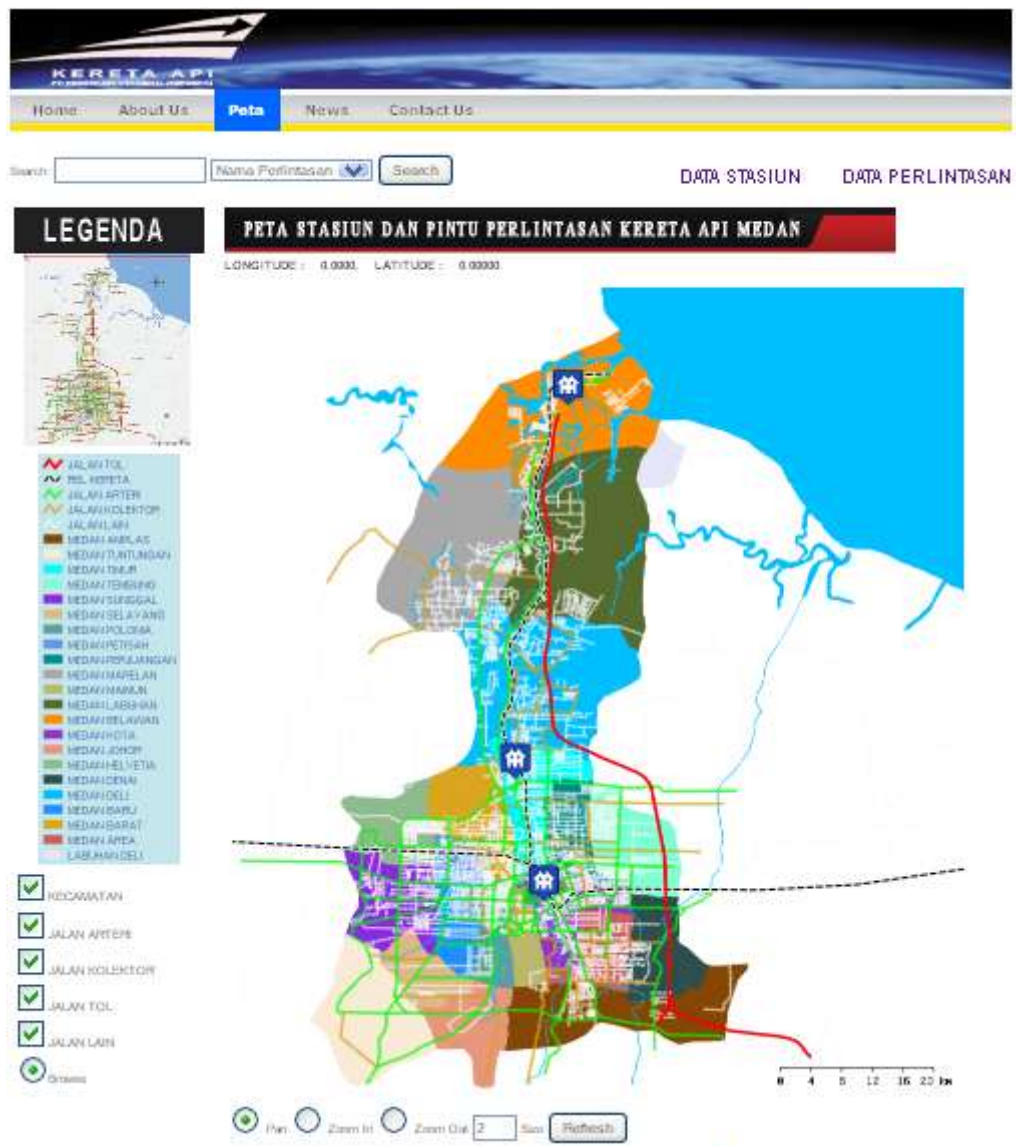 KERETA API
Home About Us Peta News Contact Us
Search: Nama Perlintasan Search
DATA STASIUN DATA PERLINTASAN
LEGENDA
PETA STASIUN DAN PINTU PERLINTASAN KERETA API MEDAN
LONGITUDE : 0.0000, LATITUDE : 0.00000
JALAN TOL
REL KERETA
JALAN ARTERI
JALAN KOLEKTOR
JALAN LAIN
MEDAN AMPLAS
MEDAN TUNTUNGAN
MEDAN TIMUR
MEDAN TEMBUNG
MEDAN SUNGGAL
MEDAN SELAYANG
MEDAN POLONIA
MEDAN PETISAH
MEDAN PERJUANGAN
MEDAN MARELAN
MEDAN MAIMUN
MEDAN LABUHAN
MEDAN BELAWAN
MEDAN KOTA
MEDAN JOHOR
MEDAN HELVETIA
MEDAN DENAI
MEDAN DELI
MEDAN BARU
MEDAN BARAT
MEDAN AREA
LABUHAN DELI
KECAMATAN
JALAN ARTERI
JALAN KOLEKTOR
JALAN TOL
JALAN LAIN
Browse
0 4 8 12 16 20 km
Pan Zoom In Zoom Out 2 Size Refresh